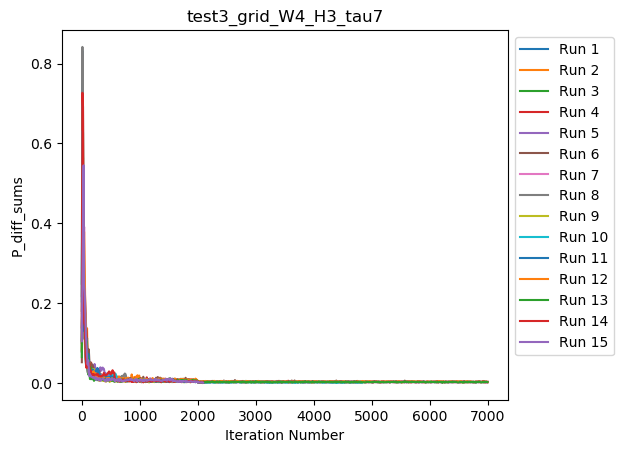 test3_grid_W4_H3_tau7
P_diff_sums
0.8
0.6
0.4
0.2
0.0
0 1000 2000 3000 4000 5000 6000 7000
Iteration Number
Run 1
Run 2
Run 3
Run 4
Run 5
Run 6
Run 7
Run 8
Run 9
Run 10
Run 11
Run 12
Run 13
Run 14
Run 15